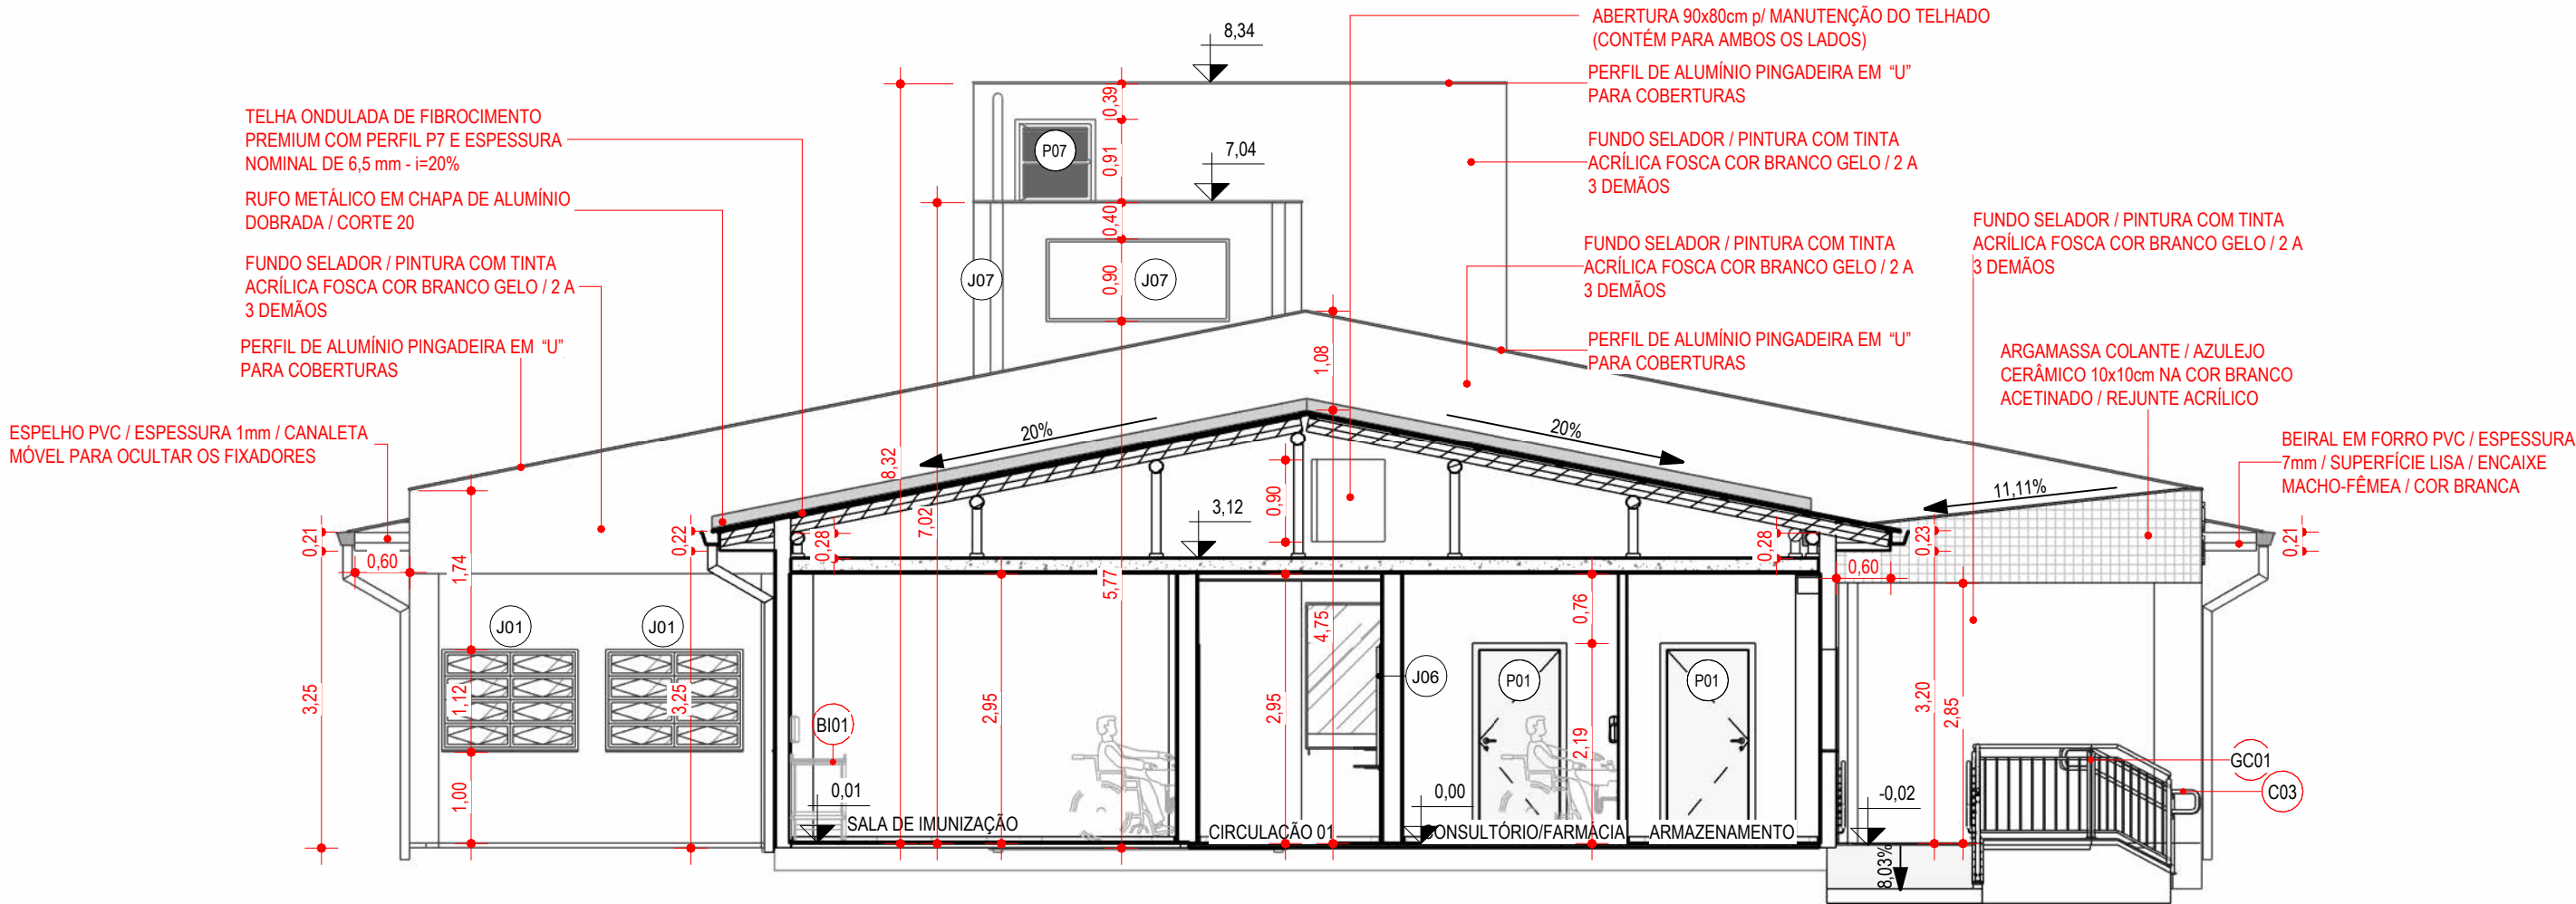 ABERTURA 90x80cm p/ MANUTENÇÃO DO TELHADO
(CONTÉM PARA AMBOS OS LADOS)
8,34
PERFIL DE ALUMÍNIO PINGADEIRA EM “U”
PARA COBERTURAS
TELHA ONDULADA DE FIBROCIMENTO
PREMIUM COM PERFIL P7 E ESPESSURA
NOMINAL DE 6,5 mm - i=20%
0,39
P07
0,91
7,04
FUNDO SELADOR / PINTURA COM TINTA
ACRÍLICA FOSCA COR BRANCO GELO / 2 A
3 DEMÃOS
RUFO METÁLICO EM CHAPA DE ALUMÍNIO
DOBRADA / CORTE 20
0,40
FUNDO SELADOR / PINTURA COM TINTA
ACRÍLICA FOSCA COR BRANCO GELO / 2 A
3 DEMÃOS
FUNDO SELADOR / PINTURA COM TINTA
ACRÍLICA FOSCA COR BRANCO GELO / 2 A
3 DEMÃOS
FUNDO SELADOR / PINTURA COM TINTA
ACRÍLICA FOSCA COR BRANCO GELO / 2 A
3 DEMÃOS
J07
0,90
J07
PERFIL DE ALUMÍNIO PINGADEIRA EM “U”
PARA COBERTURAS
PERFIL DE ALUMÍNIO PINGADEIRA EM “U”
PARA COBERTURAS
1,08
ARGAMASSA COLANTE / AZULEJO
CERÂMICO 10x10cm NA COR BRANCO
ACETINADO / REJUNTE ACRÍLICO
ESPELHO PVC / ESPESSURA 1mm / CANALETA
MÓVEL PARA OCULTAR OS FIXADORES
20%
20%
BEIRAL EM FORRO PVC / ESPESSURA
7mm / SUPERFÍCIE LISA / ENCAIXE
MACHO-FÊMEA / COR BRANCA
8,32
7,02
0,90
3,12
11,11%
0,21
0,60
1,74
0,22
0,28
5,77
0,28
0,60
0,23
0,21
J01
J01
0,76
4,75
3,25
1,12
3,25
2,95
2,95
J06
P01
P01
3,20
2,85
BI01
2,19
GC01
C03
1,00
0,01
0,00
-0,02
SALA DE IMUNIZAÇÃO
CIRCULAÇÃO 01
CONSULTÓRIO/FARMÁCIA
ARMAZENAMENTO
8,03%